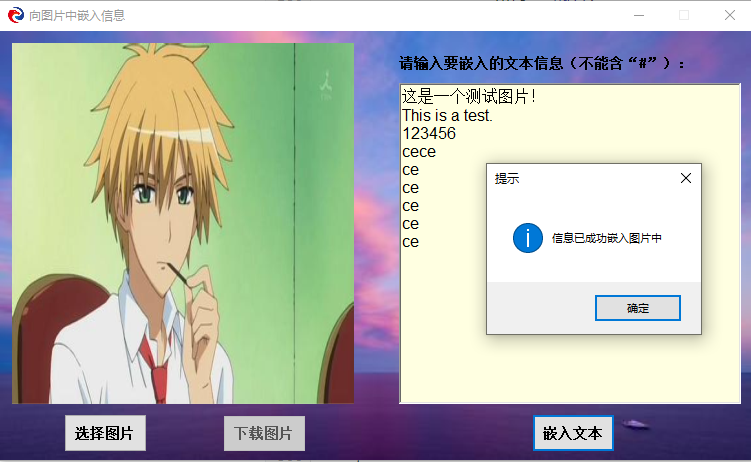 向图片中嵌入信息
请输入要嵌入的文本信息（不能含“#”）：
这是一个测试图片！
This is a test.
123456
cece
ce
ce
ce
ce
ce
提示
信息已成功嵌入图片中
确定
选择图片
下载图片
嵌入文本